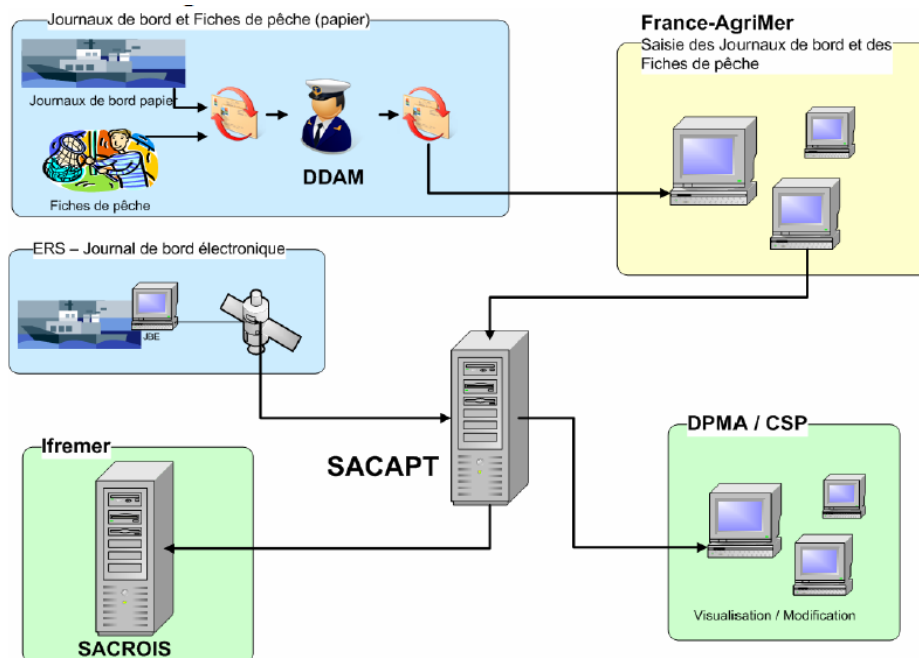 Journaux de bord et Fiches de pêche (papier)
Journaux de bord papier
Fiches de pêche
DDAM
France-AgriMer
Saisie des Journaux de bord et des
Fiches de pêche
ERS – Journal de bord électronique
JBE
SACAPT
Ifremer
SACROIS
DPMA / CSP
Visualisation / Modification